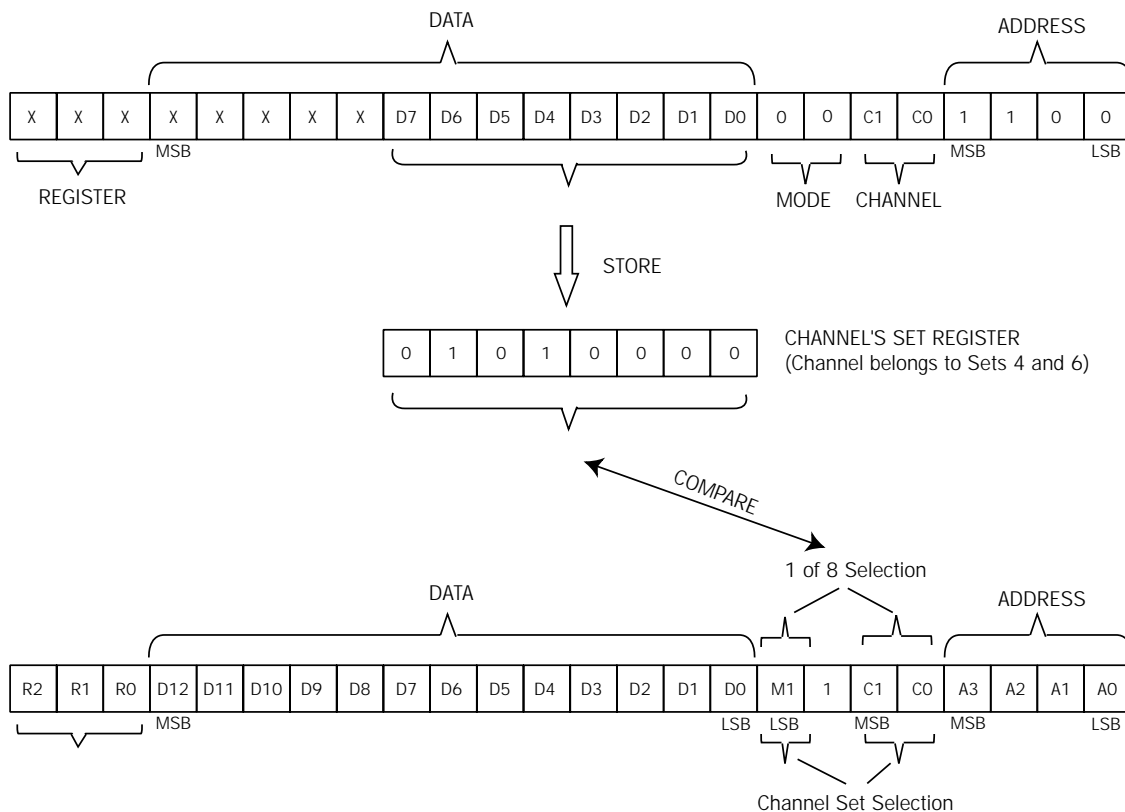 DATA ADDRESS
X X X X X X X X D7 D6 D5 D4 D3 D2 D1 D0 0 0 C1 C0 1 1 0 0
MSB MSB LSB
REGISTER MODE CHANNEL
STORE
0 1 0 1 0 0 0 0
CHANNEL'S SET REGISTER
(Channel belongs to Sets 4 and 6)
COMPARE
1 of 8 Selection
DATA ADDRESS
R2 R1 R0 D12 D11 D10 D9 D8 D7 D6 D5 D4 D3 D2 D1 D0 M1 1 C1 C0 A3 A2 A1 A0
MSB LSB LSB MSB MSB LSB
Channel Set Selection